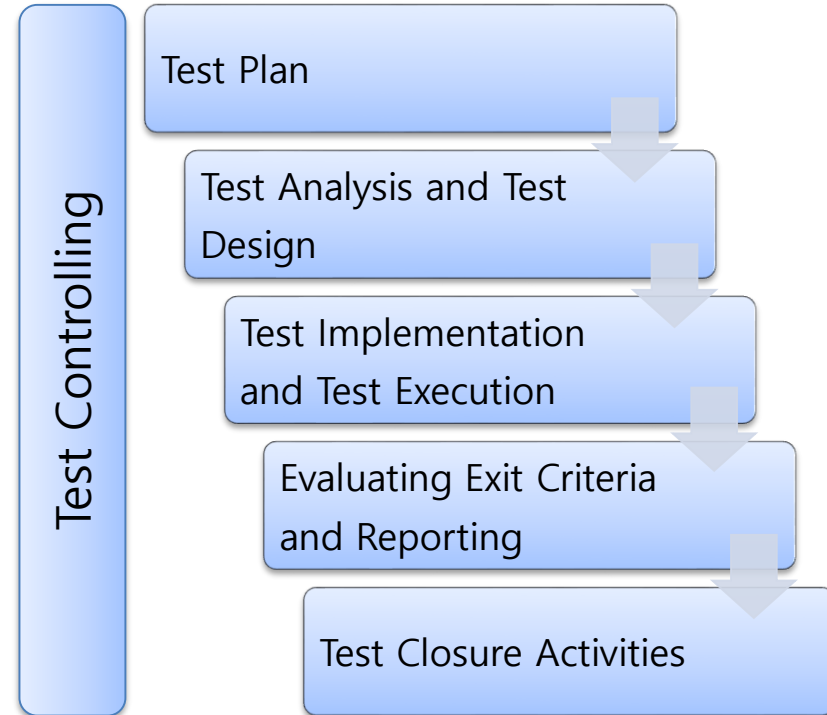 Test Controlling
Test Plan
Test Analysis and Test
Design
Test Implementation
and Test Execution
Evaluating Exit Criteria
and Reporting
Test Closure Activities